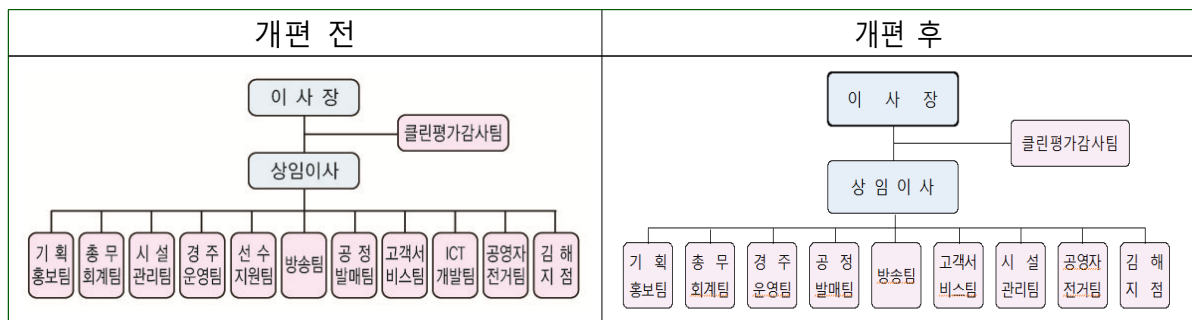 개편 전
이 사 장
클린평가감사팀
상임이사
기 획
홍보팀
총 무
회계팀
시 설
관리팀
경 주
운영팀
선 수
지원팀
방송팀
공 정
발매팀
고객서
비스팀
ICT
개발팀
공영자
전거팀
김 해
지 점
개편 후
이 사 장
클린평가감사팀
상 임 이 사
기 획
홍보팀
총 무
회계팀
경 주
운영팀
공 정
발매팀
방송팀
고객서
비스팀
시 설
관리팀
공영자
전거팀
김 해
지 점